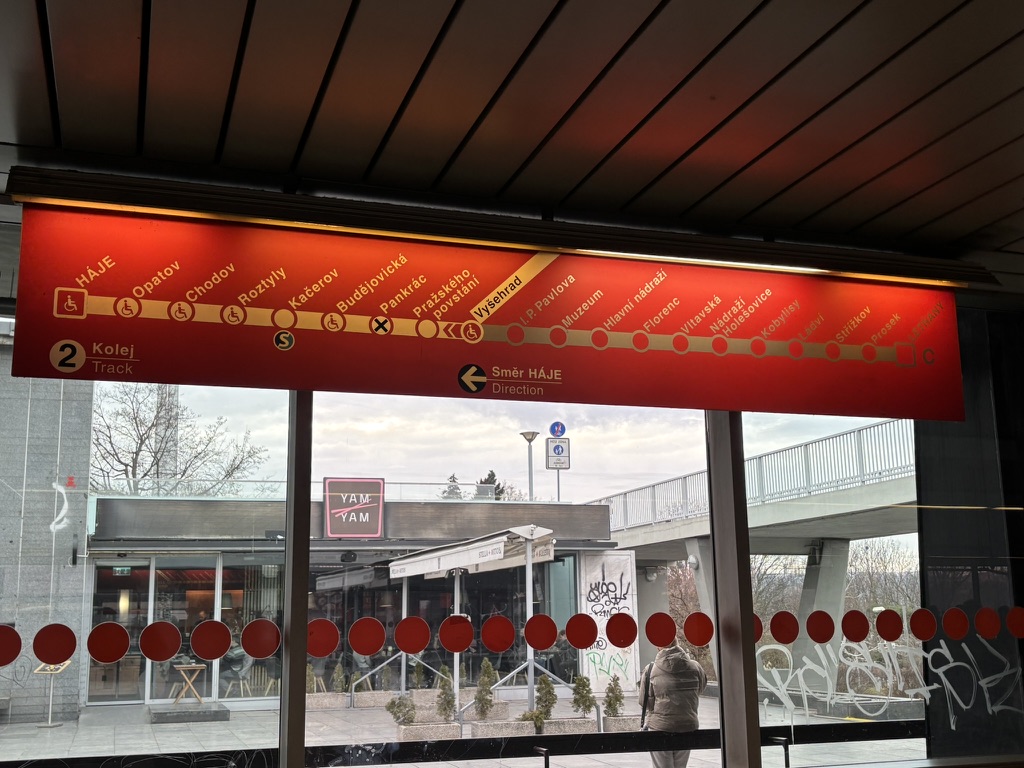 HÁJE
Opatov
Chodov
Roztyly
Kačerov
S
Budějovická
Pankrác
Pražského
povstání
Vyšehrad
I. P. Pavlova
Muzeum
Hlavní nádraží
Florenc
Vltavská
Nádraží
Holešovice
Kobylisy
Ládví
Střížkov
Prosek
Letňany
C
2 Kolej
Track
Směr HÁJE
Direction
YAM
YAM